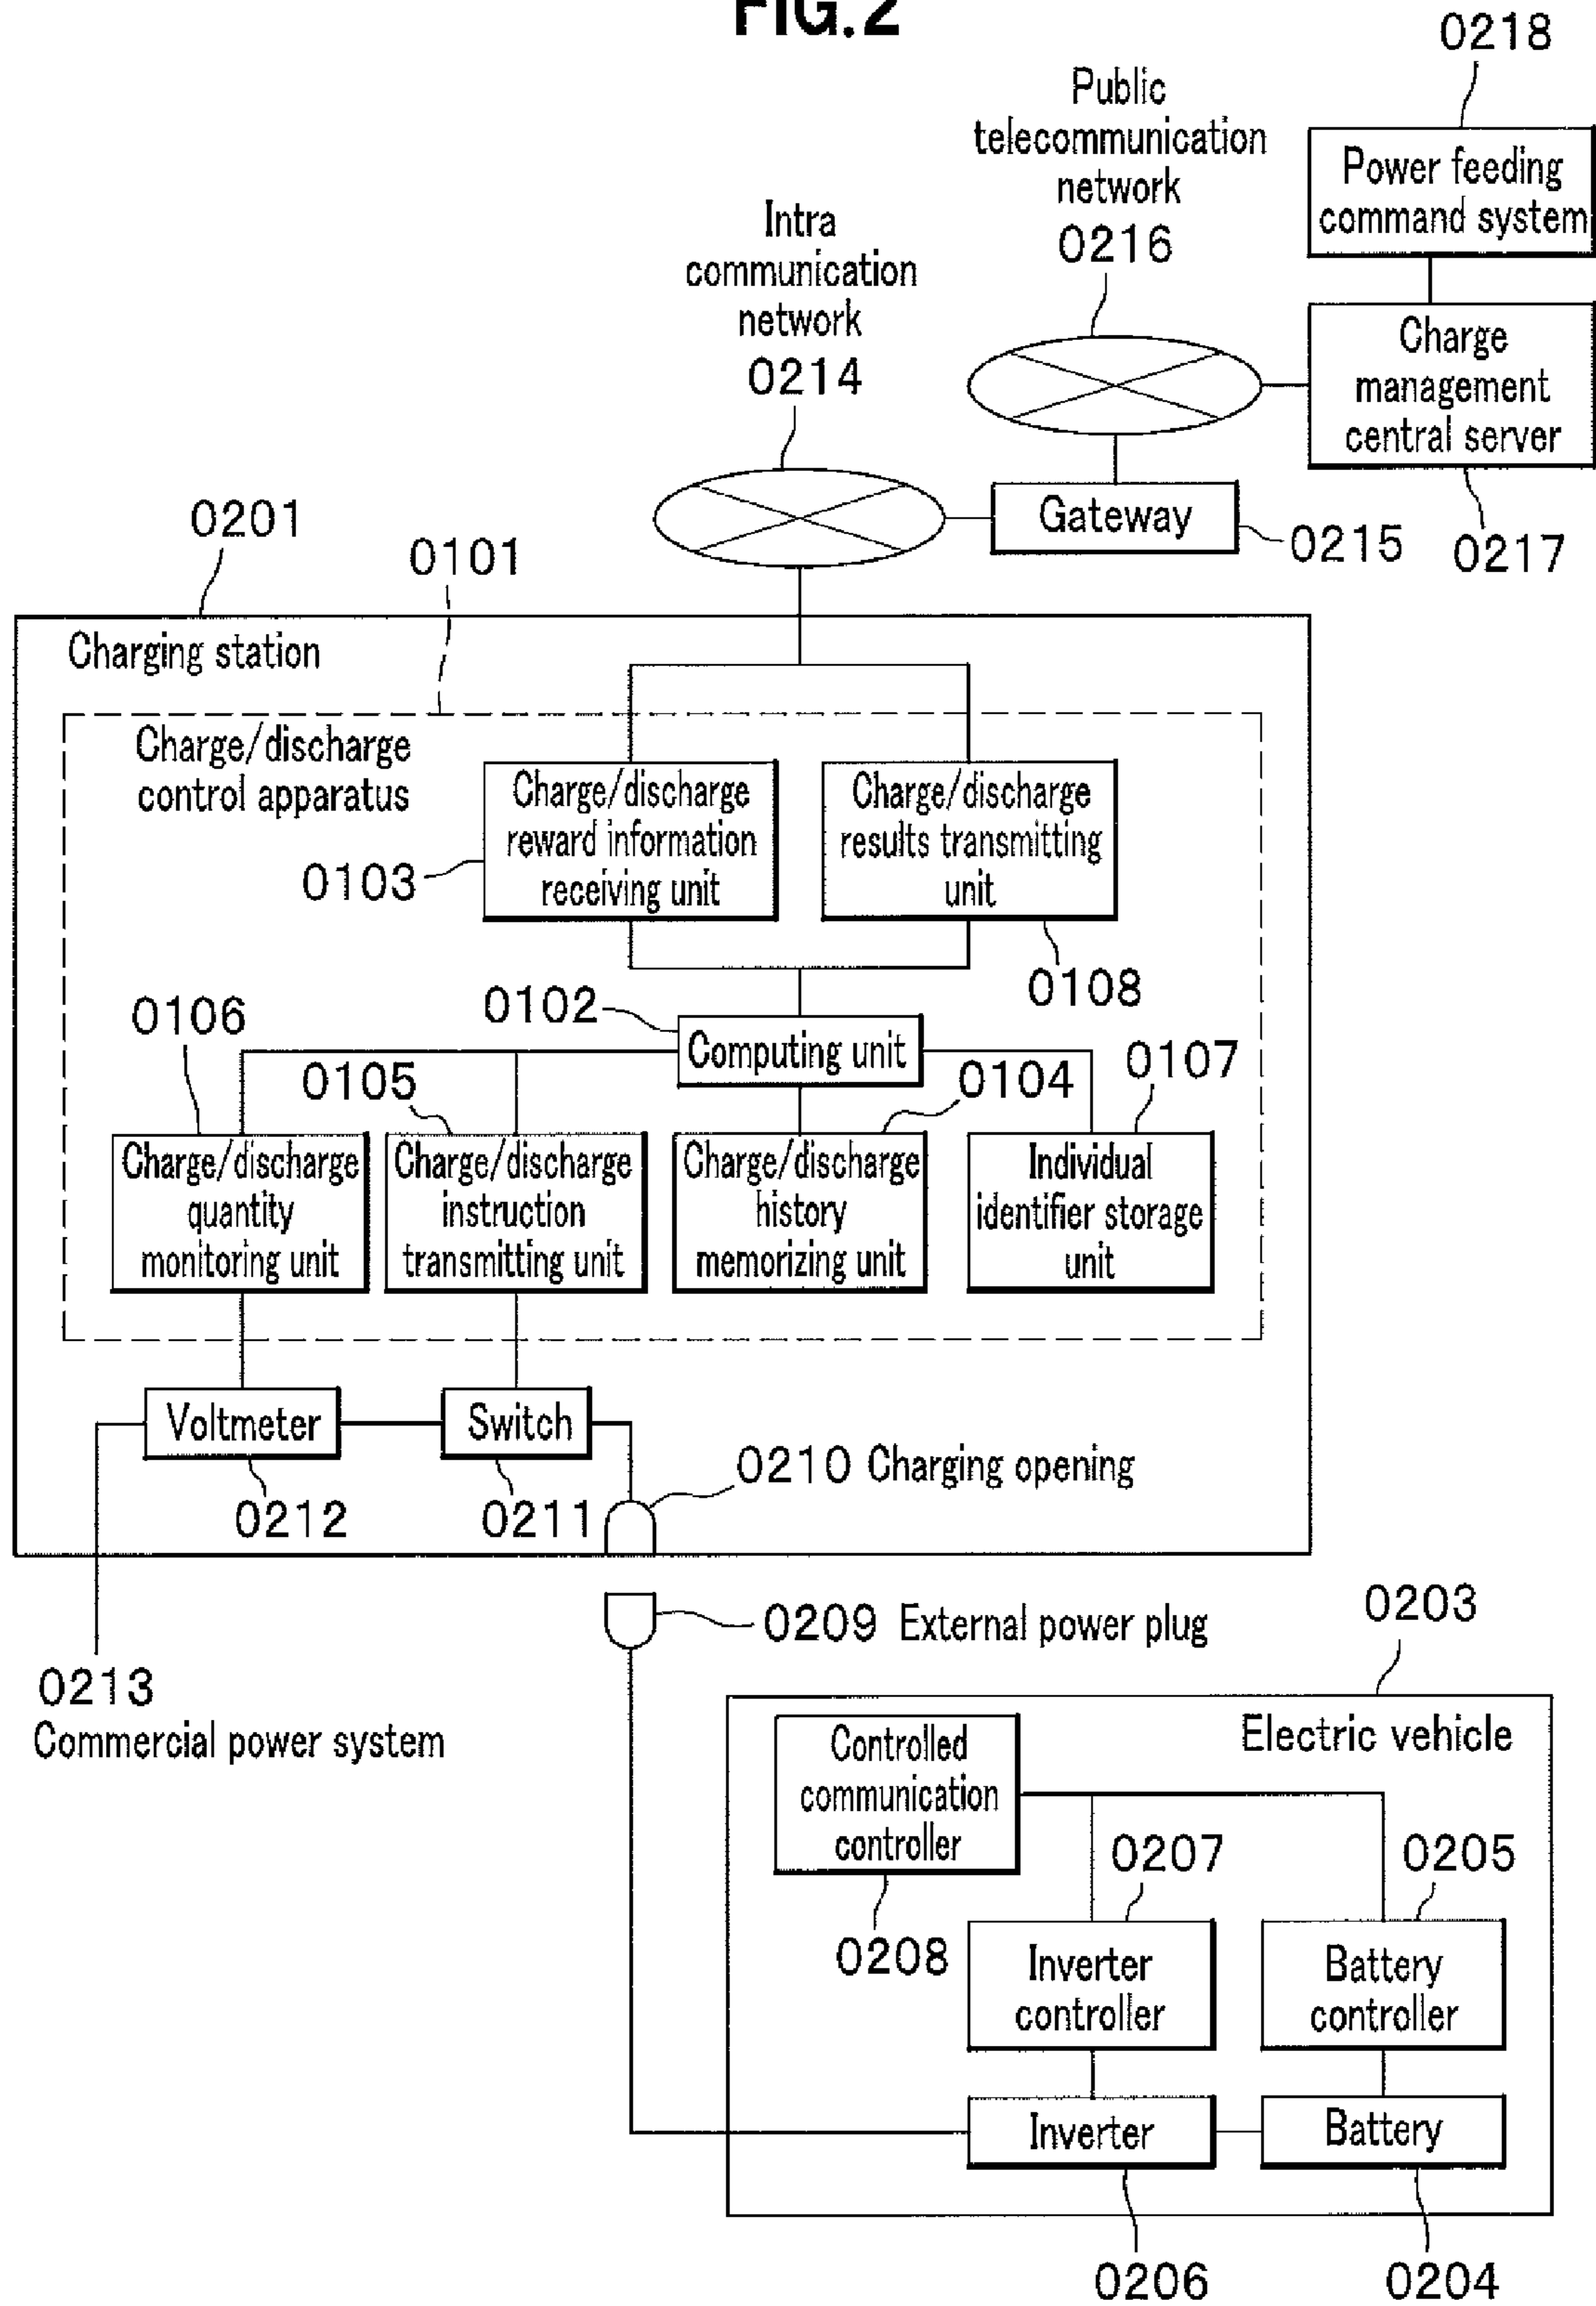 FIG.2
0218
Public
telecommunication
network
0216
Power feeding
command system
Intra
communication
network
0214
Charge
management
central server
0217
Gateway
0215
0201
0101
Charging station
Charge/discharge
control apparatus
Charge/discharge
reward information
receiving unit
0103
Charge/discharge
results transmitting
unit
0108
0102
Computing unit
0106
0105
0104
0107
Charge/discharge
quantity
monitoring unit
Charge/discharge
instruction
transmitting unit
Charge/discharge
history
memorizing unit
Individual
identifier storage
unit
Voltmeter
0212
Switch
0211
0210 Charging opening
0209 External power plug
0213
Commercial power system
0203
Electric vehicle
Controlled
communication
controller
0208
0207
0205
Inverter
controller
Battery
controller
Inverter
Battery
0206
0204